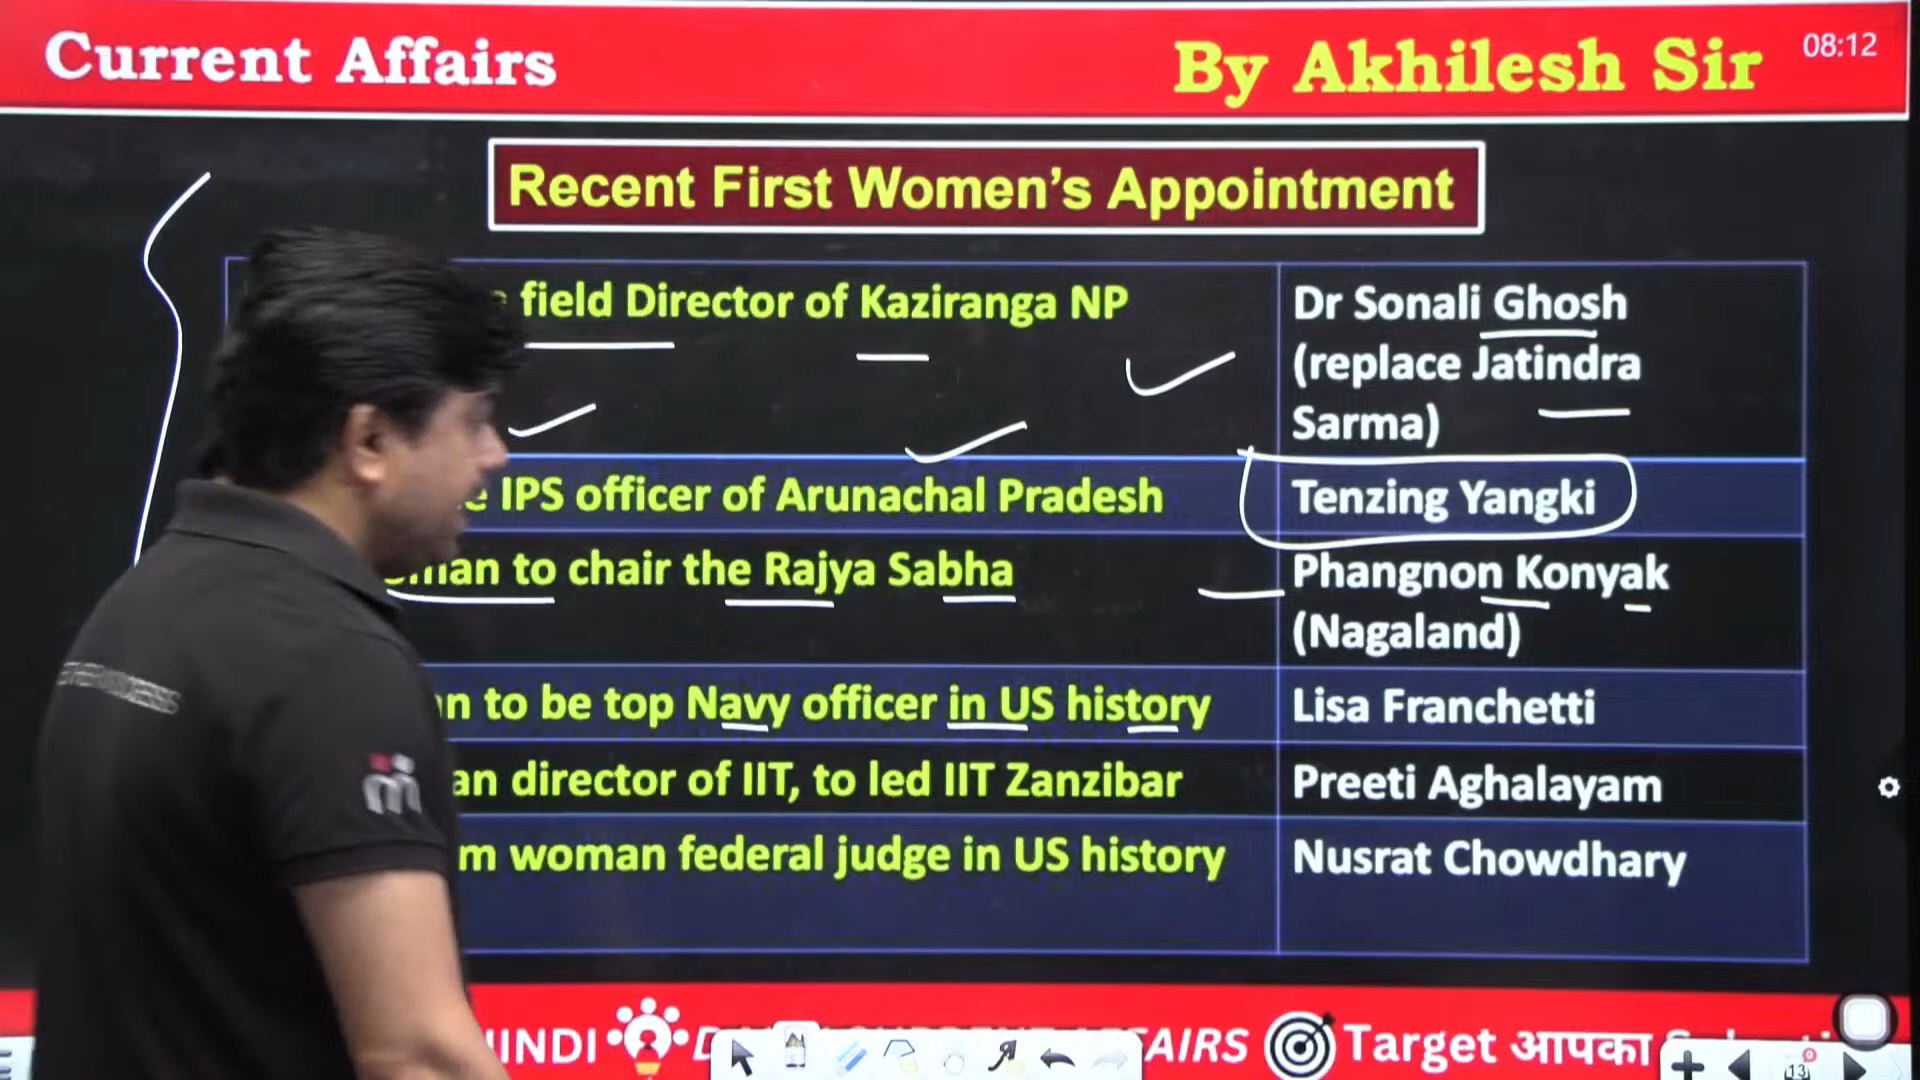 Current Affairs
By Akhilesh Sir
08:12
Recent First Women's Appointment
field Director of Kaziranga NP
Dr Sonali Ghosh
(replace Jatindra
Sarma)
IPS officer of Arunachal Pradesh
Tenzing Yangki
to chair the Rajya Sabha
Phangnon Konyak
(Nagaland)
to be top Navy officer in US history
Lisa Franchetti
director of IIT, to led IIT Zanzibar
Preeti Aghalayam
woman federal judge in US history
Nusrat Chowdhary
Target आपका
13